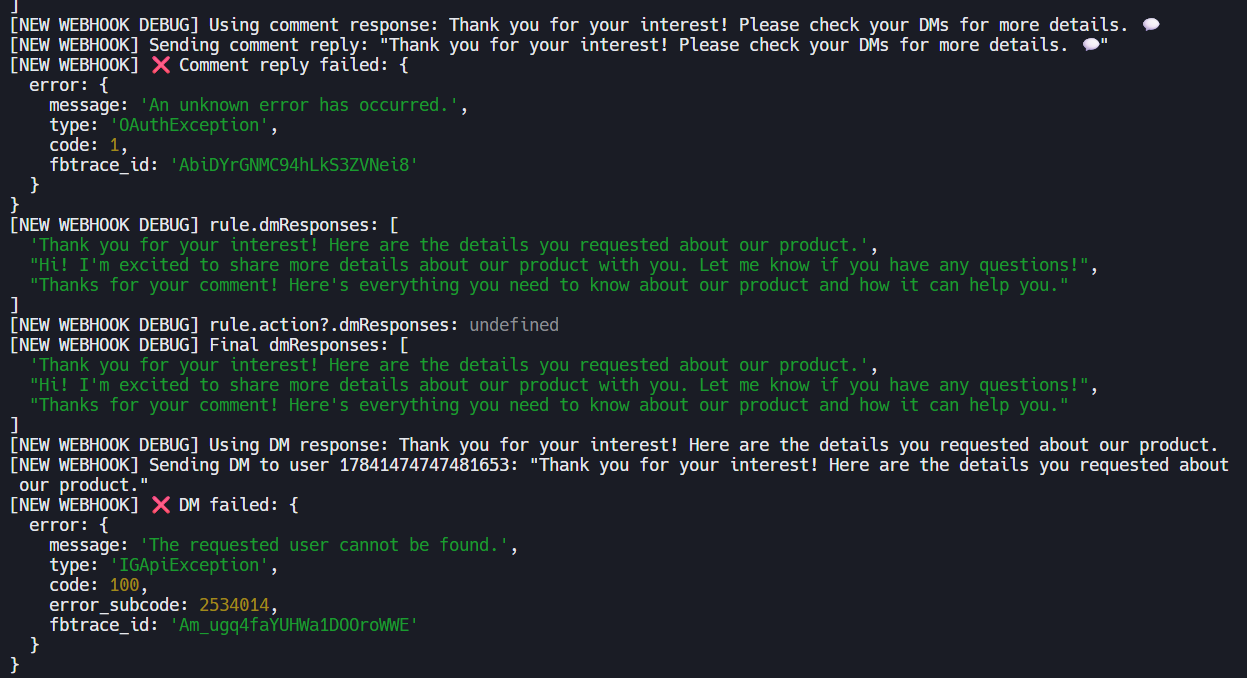 ]
[NEW WEBHOOK DEBUG] Using comment response: Thank you for your interest! Please check your DMs for more details. 💬
[NEW WEBHOOK] Sending comment reply: "Thank you for your interest! Please check your DMs for more details. 💬"
[NEW WEBHOOK] ❌ Comment reply failed: {
  error: {
    message: 'An unknown error has occurred.',
    type: 'OAuthException',
    code: 1,
    fbtrace_id: 'AbiDYrGNMC94hLkS3ZVNei8'
  }
}
[NEW WEBHOOK DEBUG] rule.dmResponses: [
  'Thank you for your interest! Here are the details you requested about our product.',
  "Hi! I'm excited to share more details about our product with you. Let me know if you have any questions!",
  "Thanks for your comment! Here's everything you need to know about our product and how it can help you."
]
[NEW WEBHOOK DEBUG] rule.action?.dmResponses: undefined
[NEW WEBHOOK DEBUG] Final dmResponses: [
  'Thank you for your interest! Here are the details you requested about our product.',
  "Hi! I'm excited to share more details about our product with you. Let me know if you have any questions!",
  "Thanks for your comment! Here's everything you need to know about our product and how it can help you."
]
[NEW WEBHOOK DEBUG] Using DM response: Thank you for your interest! Here are the details you requested about our product.
[NEW WEBHOOK] Sending DM to user 17841474747481653: "Thank you for your interest! Here are the details you requested about
 our product."
[NEW WEBHOOK] ❌ DM failed: {
  error: {
    message: 'The requested user cannot be found.',
    type: 'IGApiException',
    code: 100,
    error_subcode: 2534014,
    fbtrace_id: 'Am_ugq4faYUHWa1DOOroWWE'
  }
}